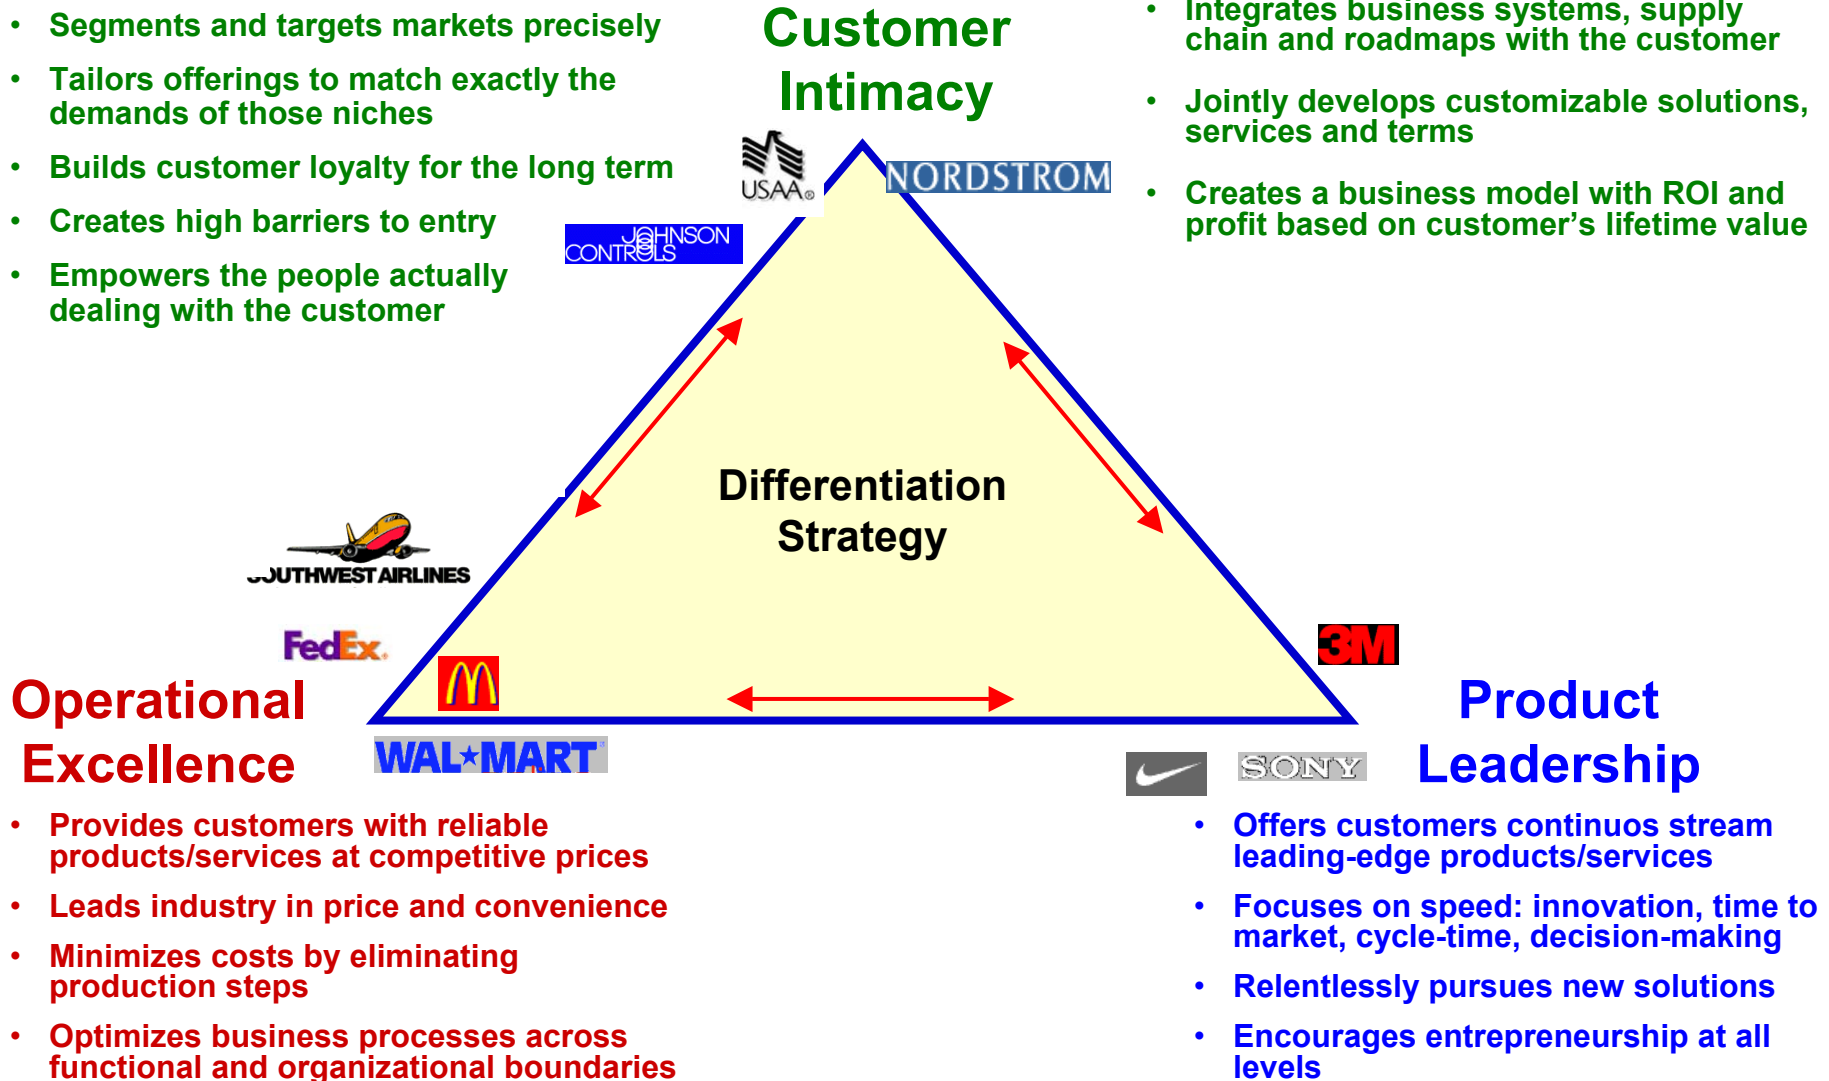 • Segments and targets markets precisely
• Tailors offerings to match exactly the
demands of those niches
• Builds customer loyalty for the long term
• Creates high barriers to entry
• Empowers the people actually
dealing with the customer
Customer
Intimacy
• Integrates business systems, supply
chain and roadmaps with the customer
• Jointly develops customizable solutions,
services and terms
• Creates a business model with ROI and
profit based on customer’s lifetime value
USAA®
NORDSTROM
JOHNSON
CONTROLS
Differentiation
Strategy
SOUTHWEST AIRLINES
FedEx
3M
Operational
Excellence
WAL★MART
SONY
Product
Leadership
• Provides customers with reliable
products/services at competitive prices
• Leads industry in price and convenience
• Minimizes costs by eliminating
production steps
• Optimizes business processes across
functional and organizational boundaries
• Offers customers continuos stream
leading-edge products/services
• Focuses on speed: innovation, time to
market, cycle-time, decision-making
• Relentlessly pursues new solutions
• Encourages entrepreneurship at all
levels